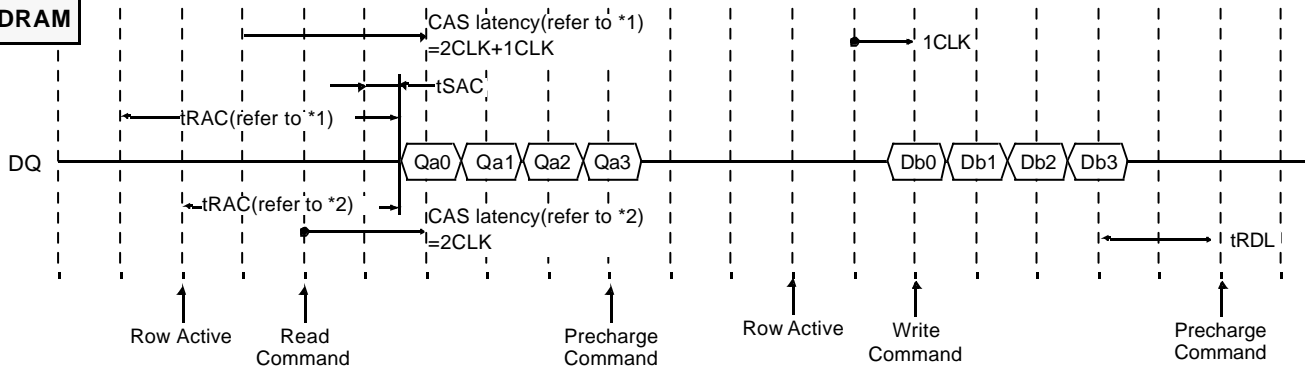 DRAM
CAS latency(refer to *1)
=2CLK+1CLK
1CLK
tSAC
tRAC(refer to *1)
DQ
Qa0 Qa1 Qa2 Qa3
Db0 Db1 Db2 Db3
tRAC(refer to *2)
CAS latency(refer to *2)
=2CLK
tRDL
Row Active
Read
Command
Precharge
Command
Row Active
Write
Command
Precharge
Command